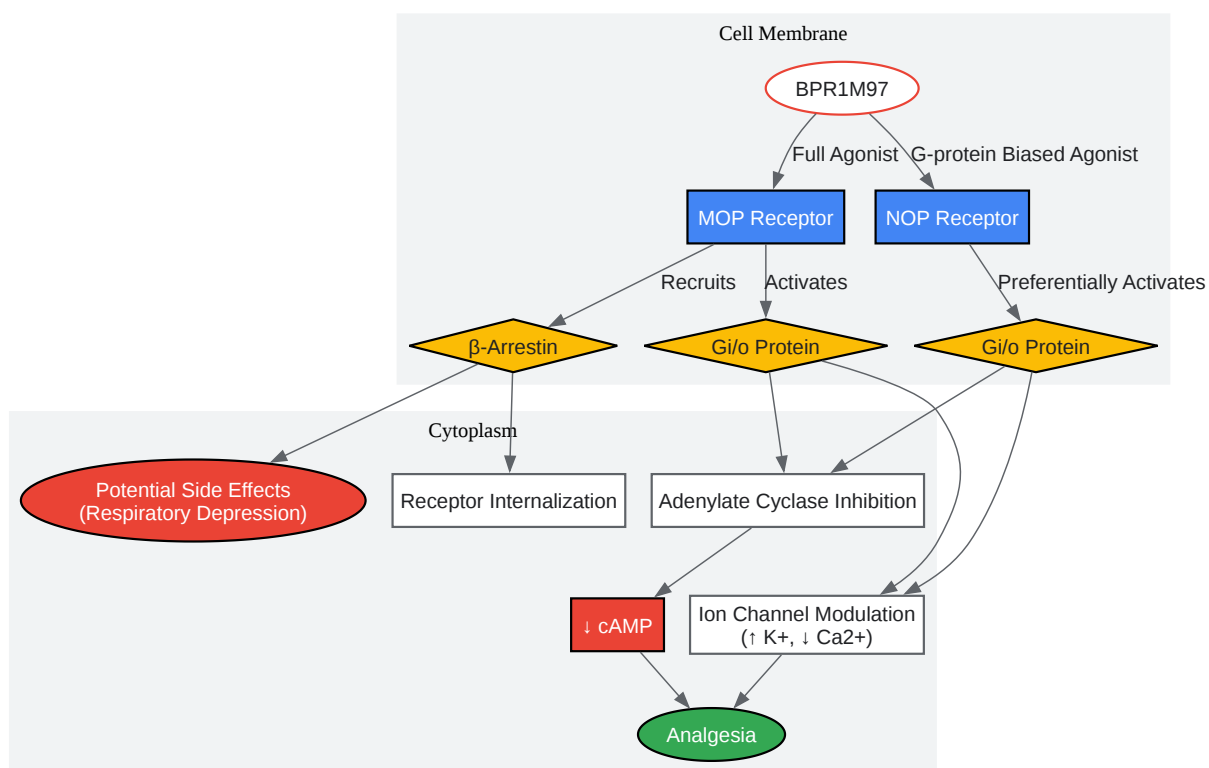 Cell Membrane
BPR1M97
Full Agonist
G-protein Biased Agonist
MOP Receptor
NOP Receptor
Recruits
Activates
Preferentially Activates
β-Arrestin
Gi/o Protein
Gi/o Protein
Cytoplasm
Potential Side Effects
(Respiratory Depression)
Receptor Internalization
Adenylate Cyclase Inhibition
↓ cAMP
Ion Channel Modulation
(↑ K+, ↓ Ca2+)
Analgesia